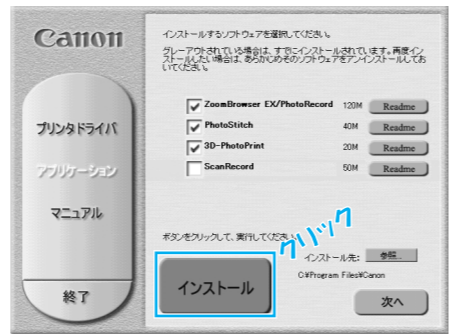 Canon
インストールするソフトウェアを選択してください。
グレーアウトされている場合は、すでにインストールされています。再度イン
ストールしたい場合は、あらかじめそのソフトウェアをアンインストールしてお
いてください。
ZoomBrowser EX/PhotoRecord 120M Readme
PhotoStitch 40M Readme
3D-PhotoPrint 20M Readme
ScanRecord 50M Readme
プリンタドライバ
アプリケーション
マニュアル
終了
ボタンをクリックして、実行してください
クリック
インストール
インストール先: 参照...
C:¥Program Files¥Canon
次へ